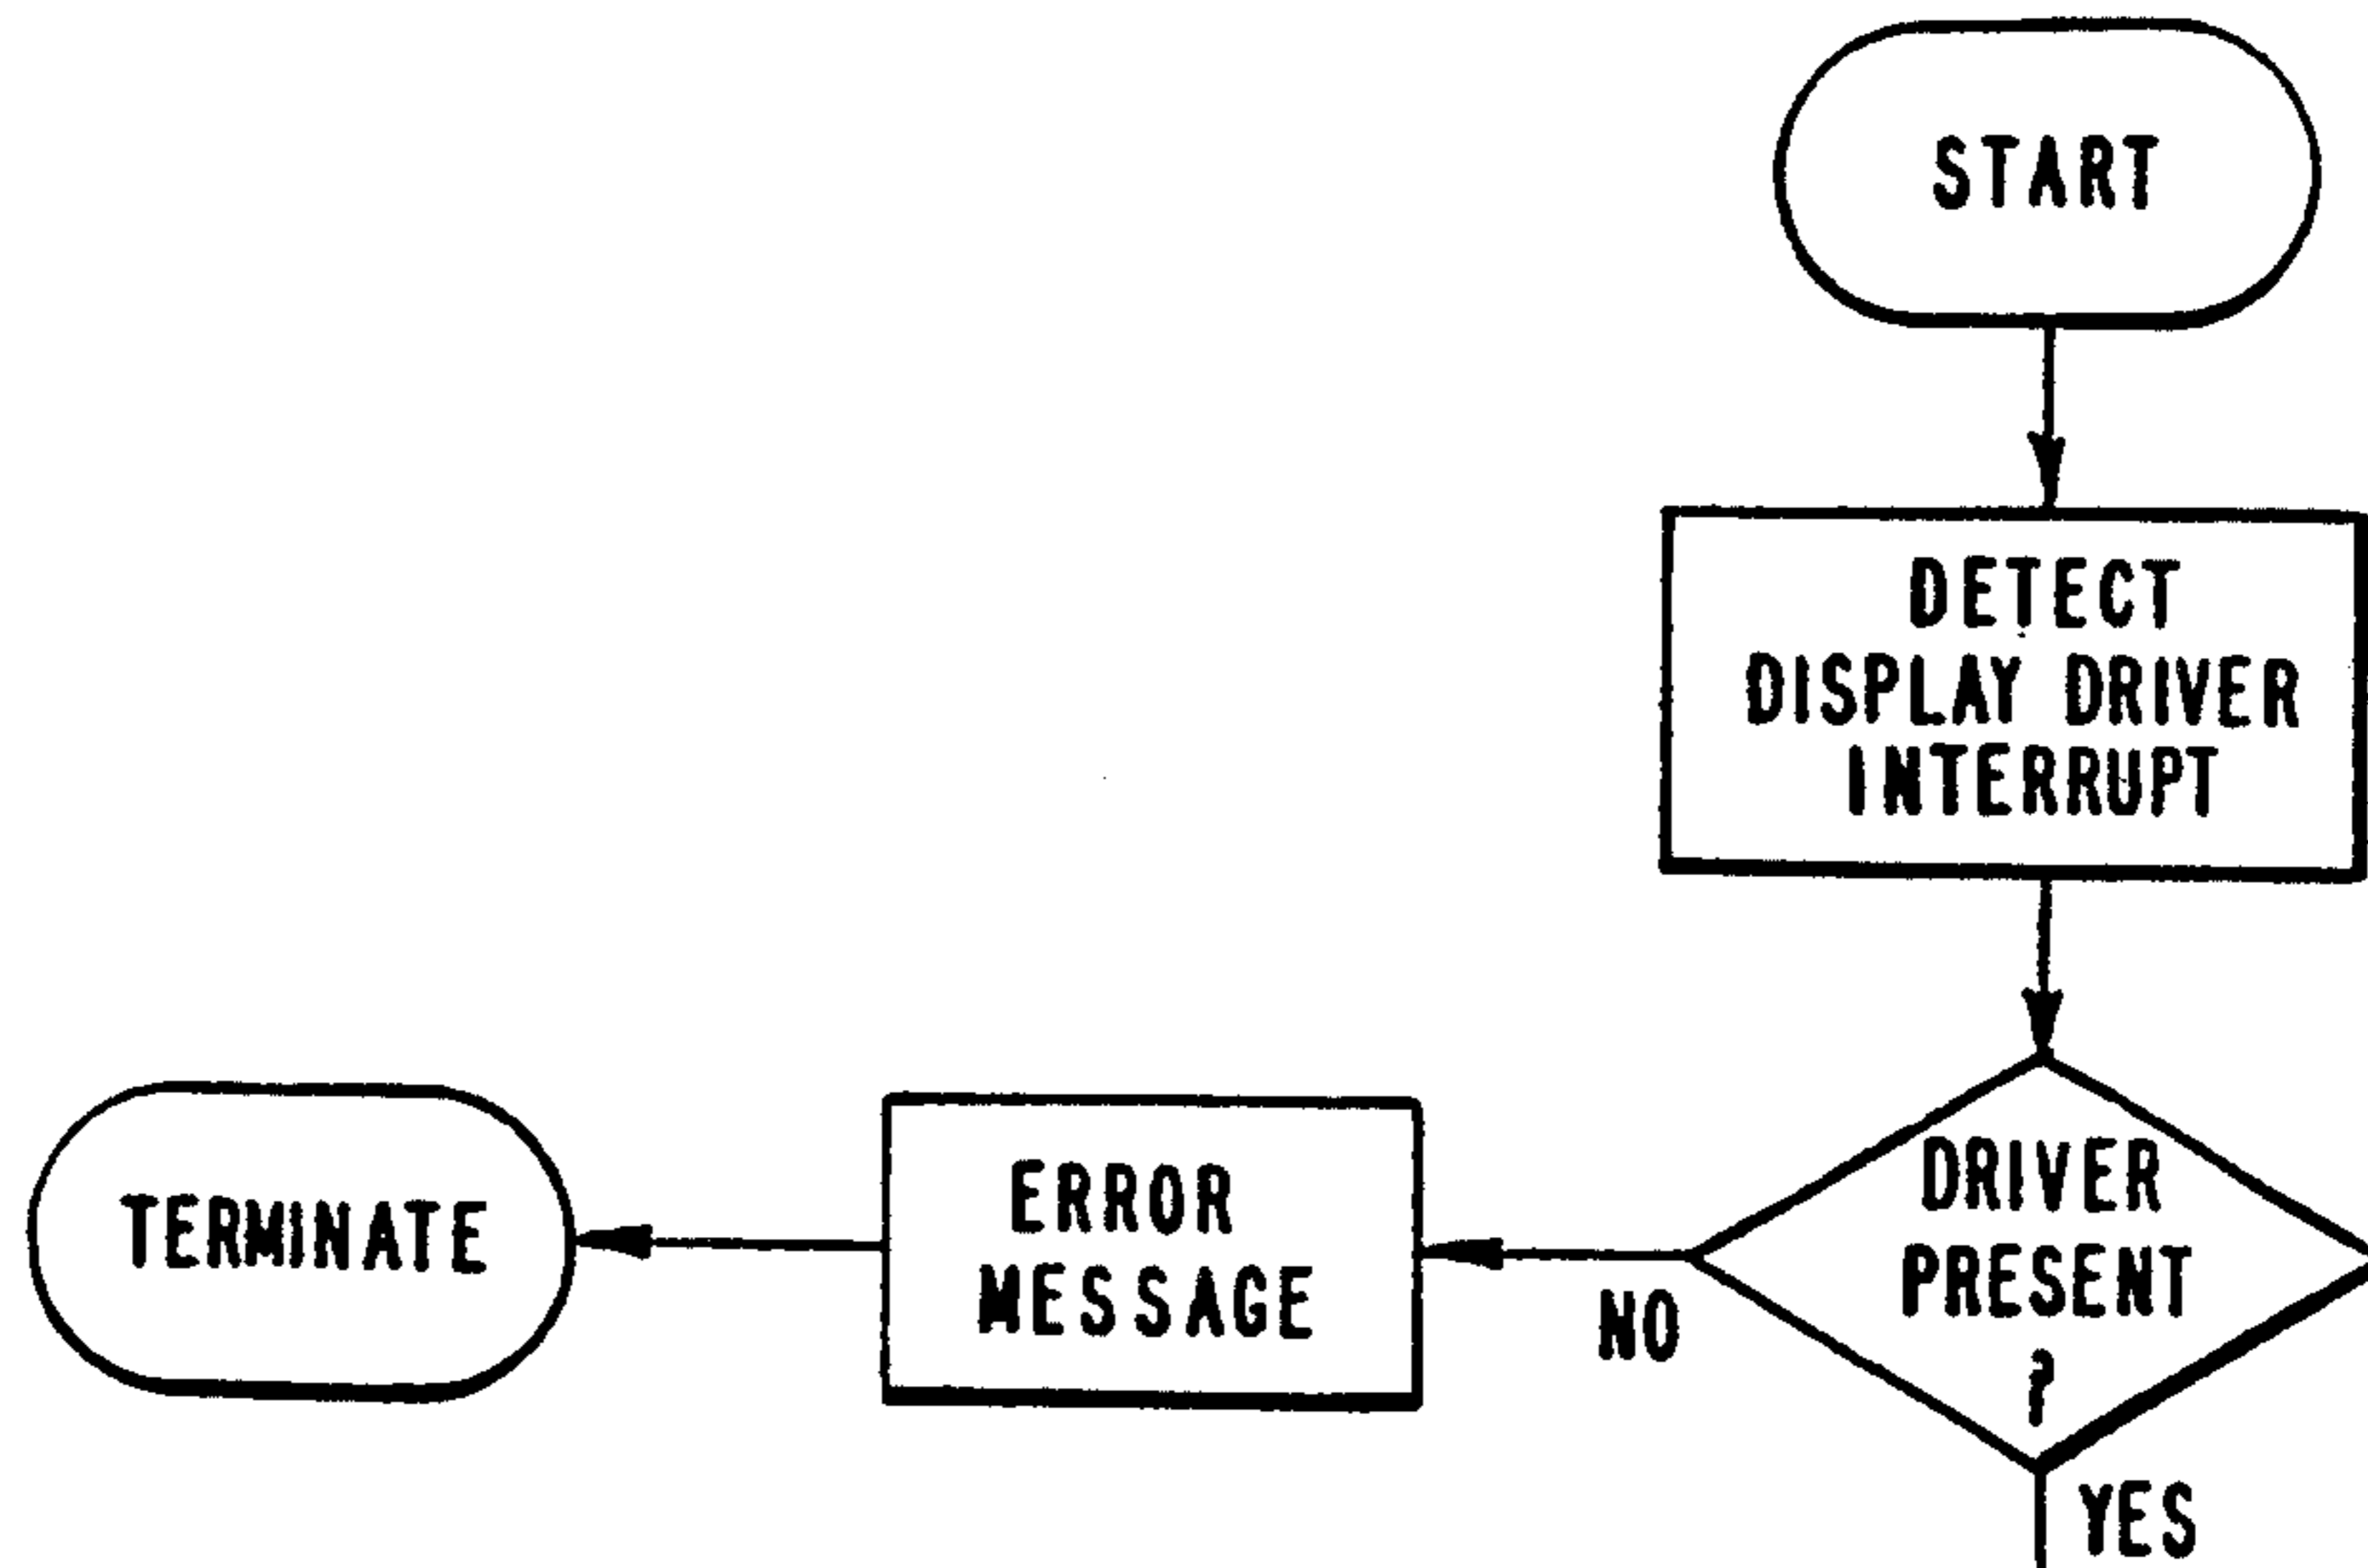 START
DETECT
DISPLAY DRIVER
INTERRUPT
DRIVER
PRESENT
?
NO
YES
ERROR
MESSAGE
TERMINATE